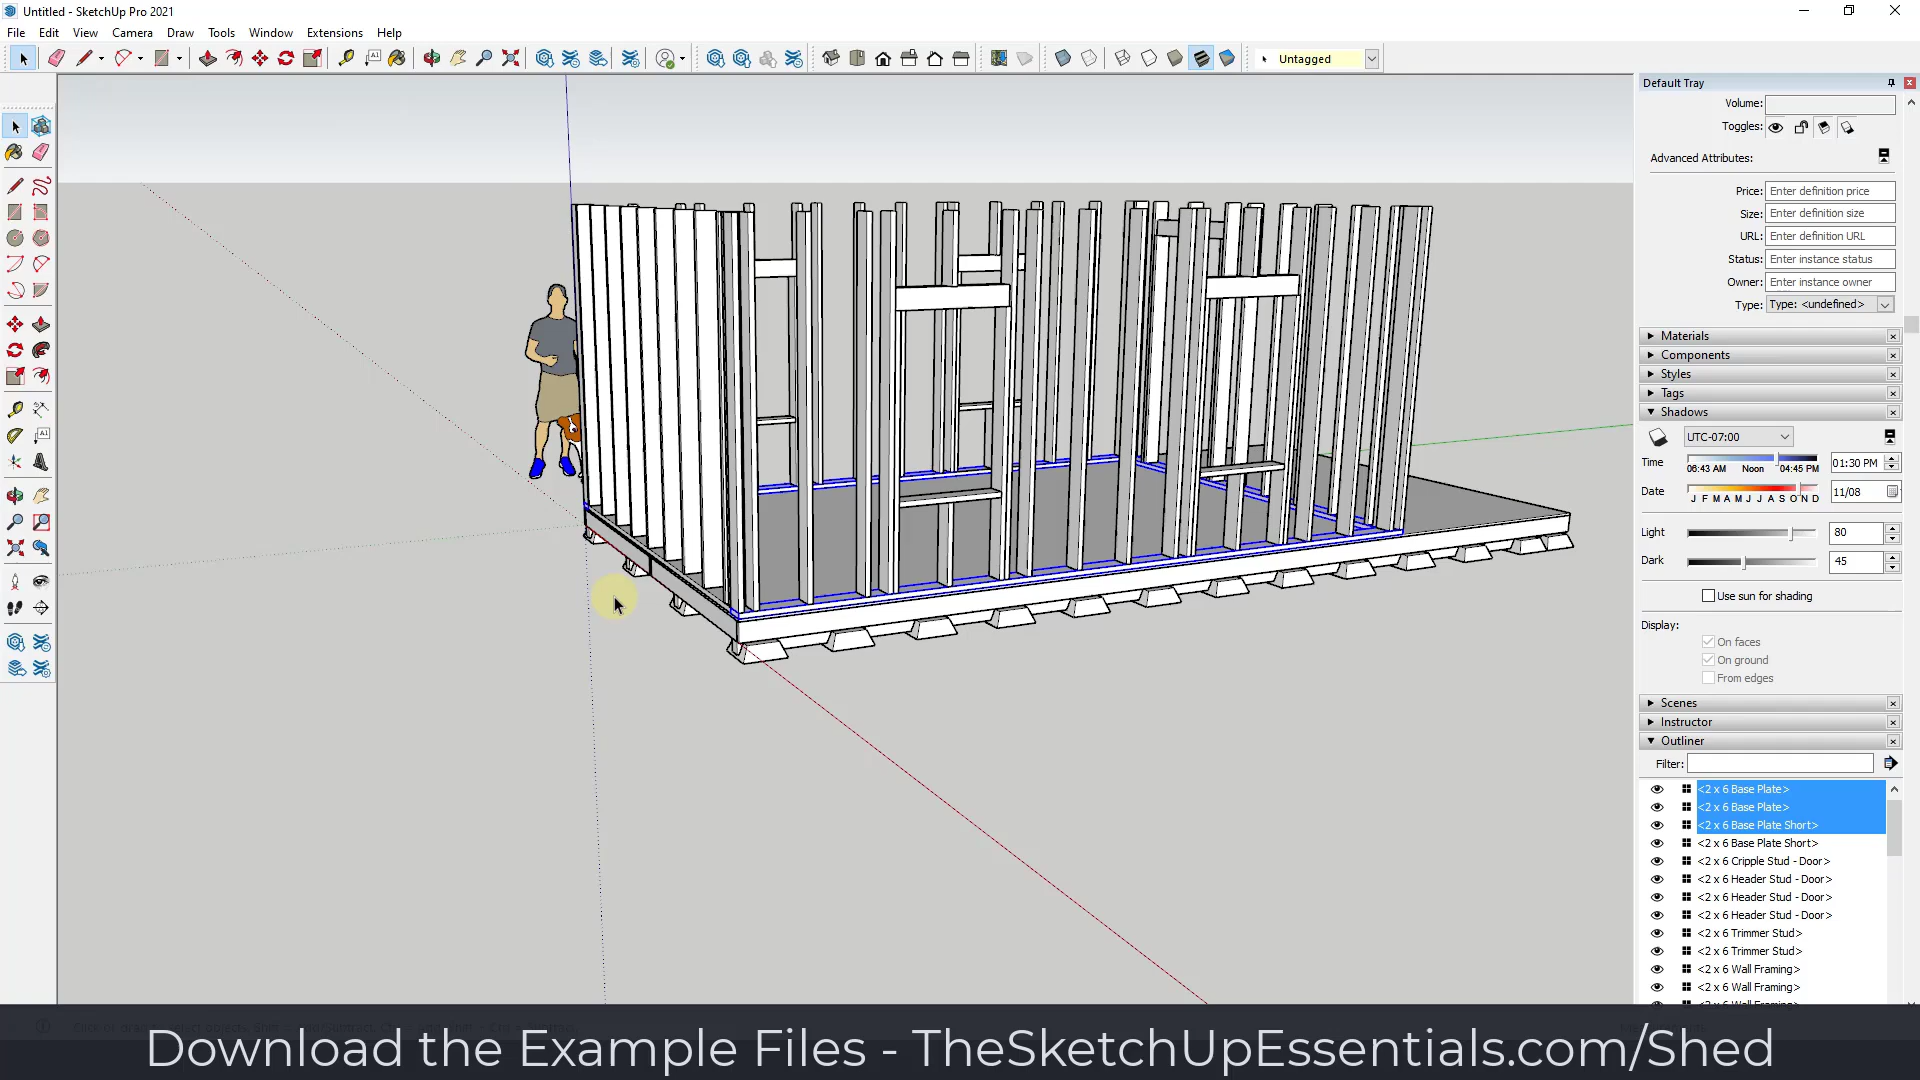 Untitled - SketchUp Pro 2021
File Edit View Camera Draw Tools Window Extensions Help
Untagged
Default Tray
Volume:
Toggles:
Advanced Attributes:
Price: Enter definition price
Size: Enter definition size
URL: Enter definition URL
Status: Enter instance status
Owner: Enter instance owner
Type: Type: <undefined>
Materials
Components
Styles
Tags
Shadows
UTC-07:00
Time 06:43 AM Noon 04:45 PM 01:30 PM
Date J F M A M J J A S O N D 11/08
Light 80
Dark 45
Use sun for shading
Display:
On faces
On ground
From edges
Scenes
Instructor
Outliner
Filter:
<2 x 6 Base Plate>
<2 x 6 Base Plate>
<2 x 6 Base Plate Short>
<2 x 6 Base Plate Short>
<2 x 6 Cripple Stud - Door>
<2 x 6 Header Stud - Door>
<2 x 6 Header Stud - Door>
<2 x 6 Header Stud - Door>
<2 x 6 Trimmer Stud>
<2 x 6 Trimmer Stud>
<2 x 6 Wall Framing>
<2 x 6 Wall Framing>
Download the Example Files - TheSketchUpEssentials.com/Shed